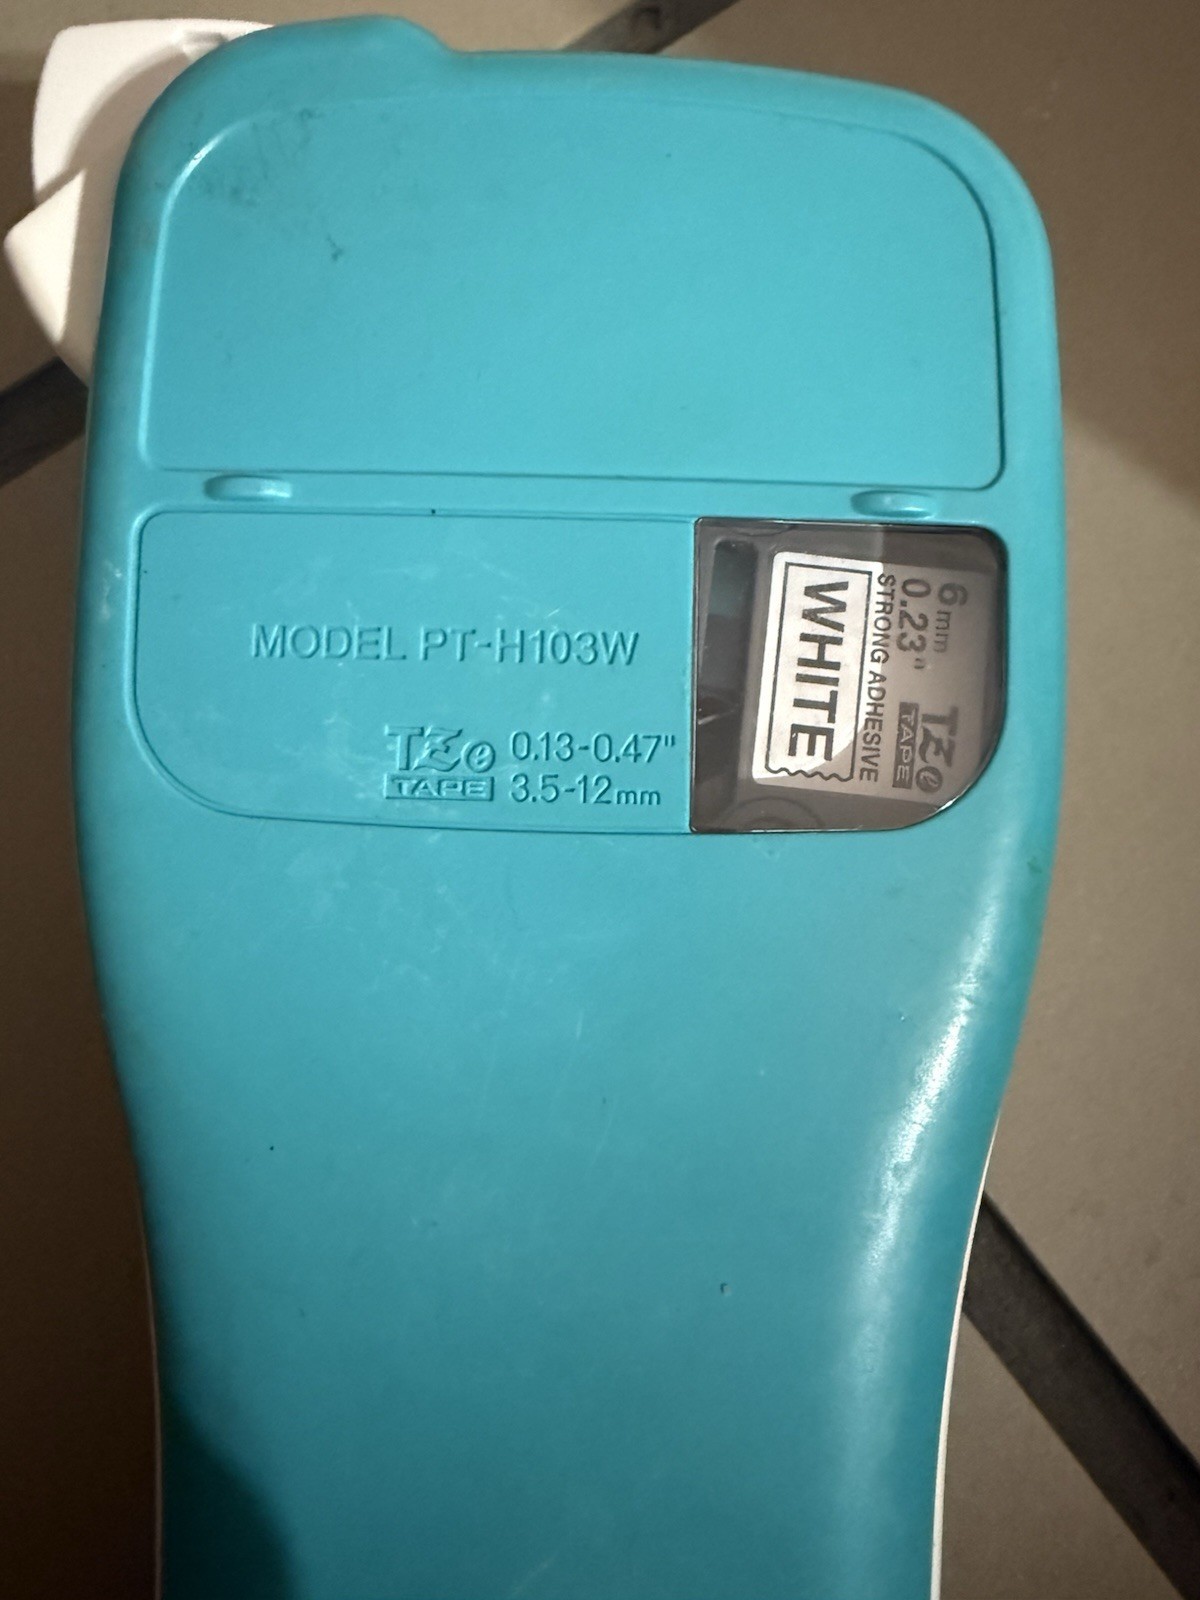 MODEL PT-H103W
TZe TAPE 0.13-0.47"
3.5-12mm
6mm
0.23"
STRONG ADHESIVE
WHITE
TZe
TAPE